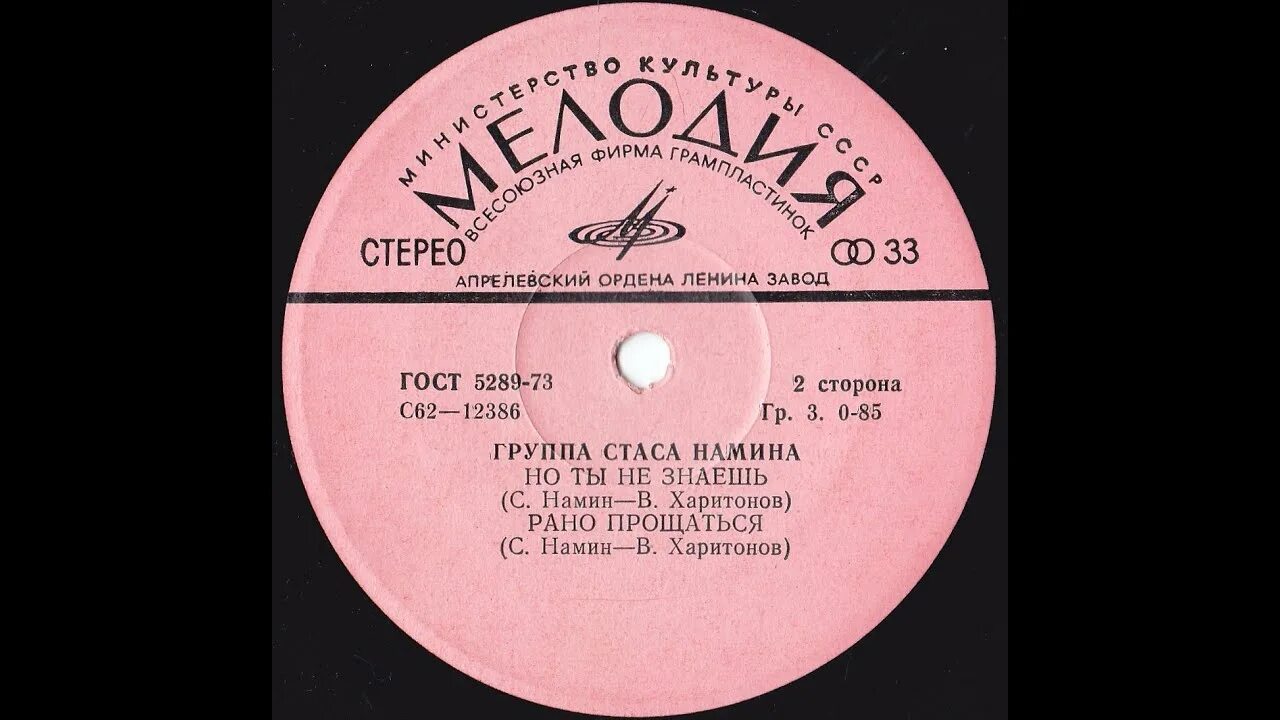 МИНИСТЕРСТВО КУЛЬТУРЫ СССР
МЕЛОДИЯ
ВСЕСОЮЗНАЯ ФИРМА ГРАМПЛАСТИНОК
СТЕРЕО 33
АПРЕЛЕВСКИЙ ОРДЕНА ЛЕНИНА ЗАВОД
ГОСТ 5289-73 2 сторона
С62—12386 Гр. 3. 0-85
ГРУППА СТАСА НАМИНА
НО ТЫ НЕ ЗНАЕШЬ
(С. Намин—В. Харитонов)
РАНО ПРОЩАТЬСЯ
(С. Намин—В. Харитонов)